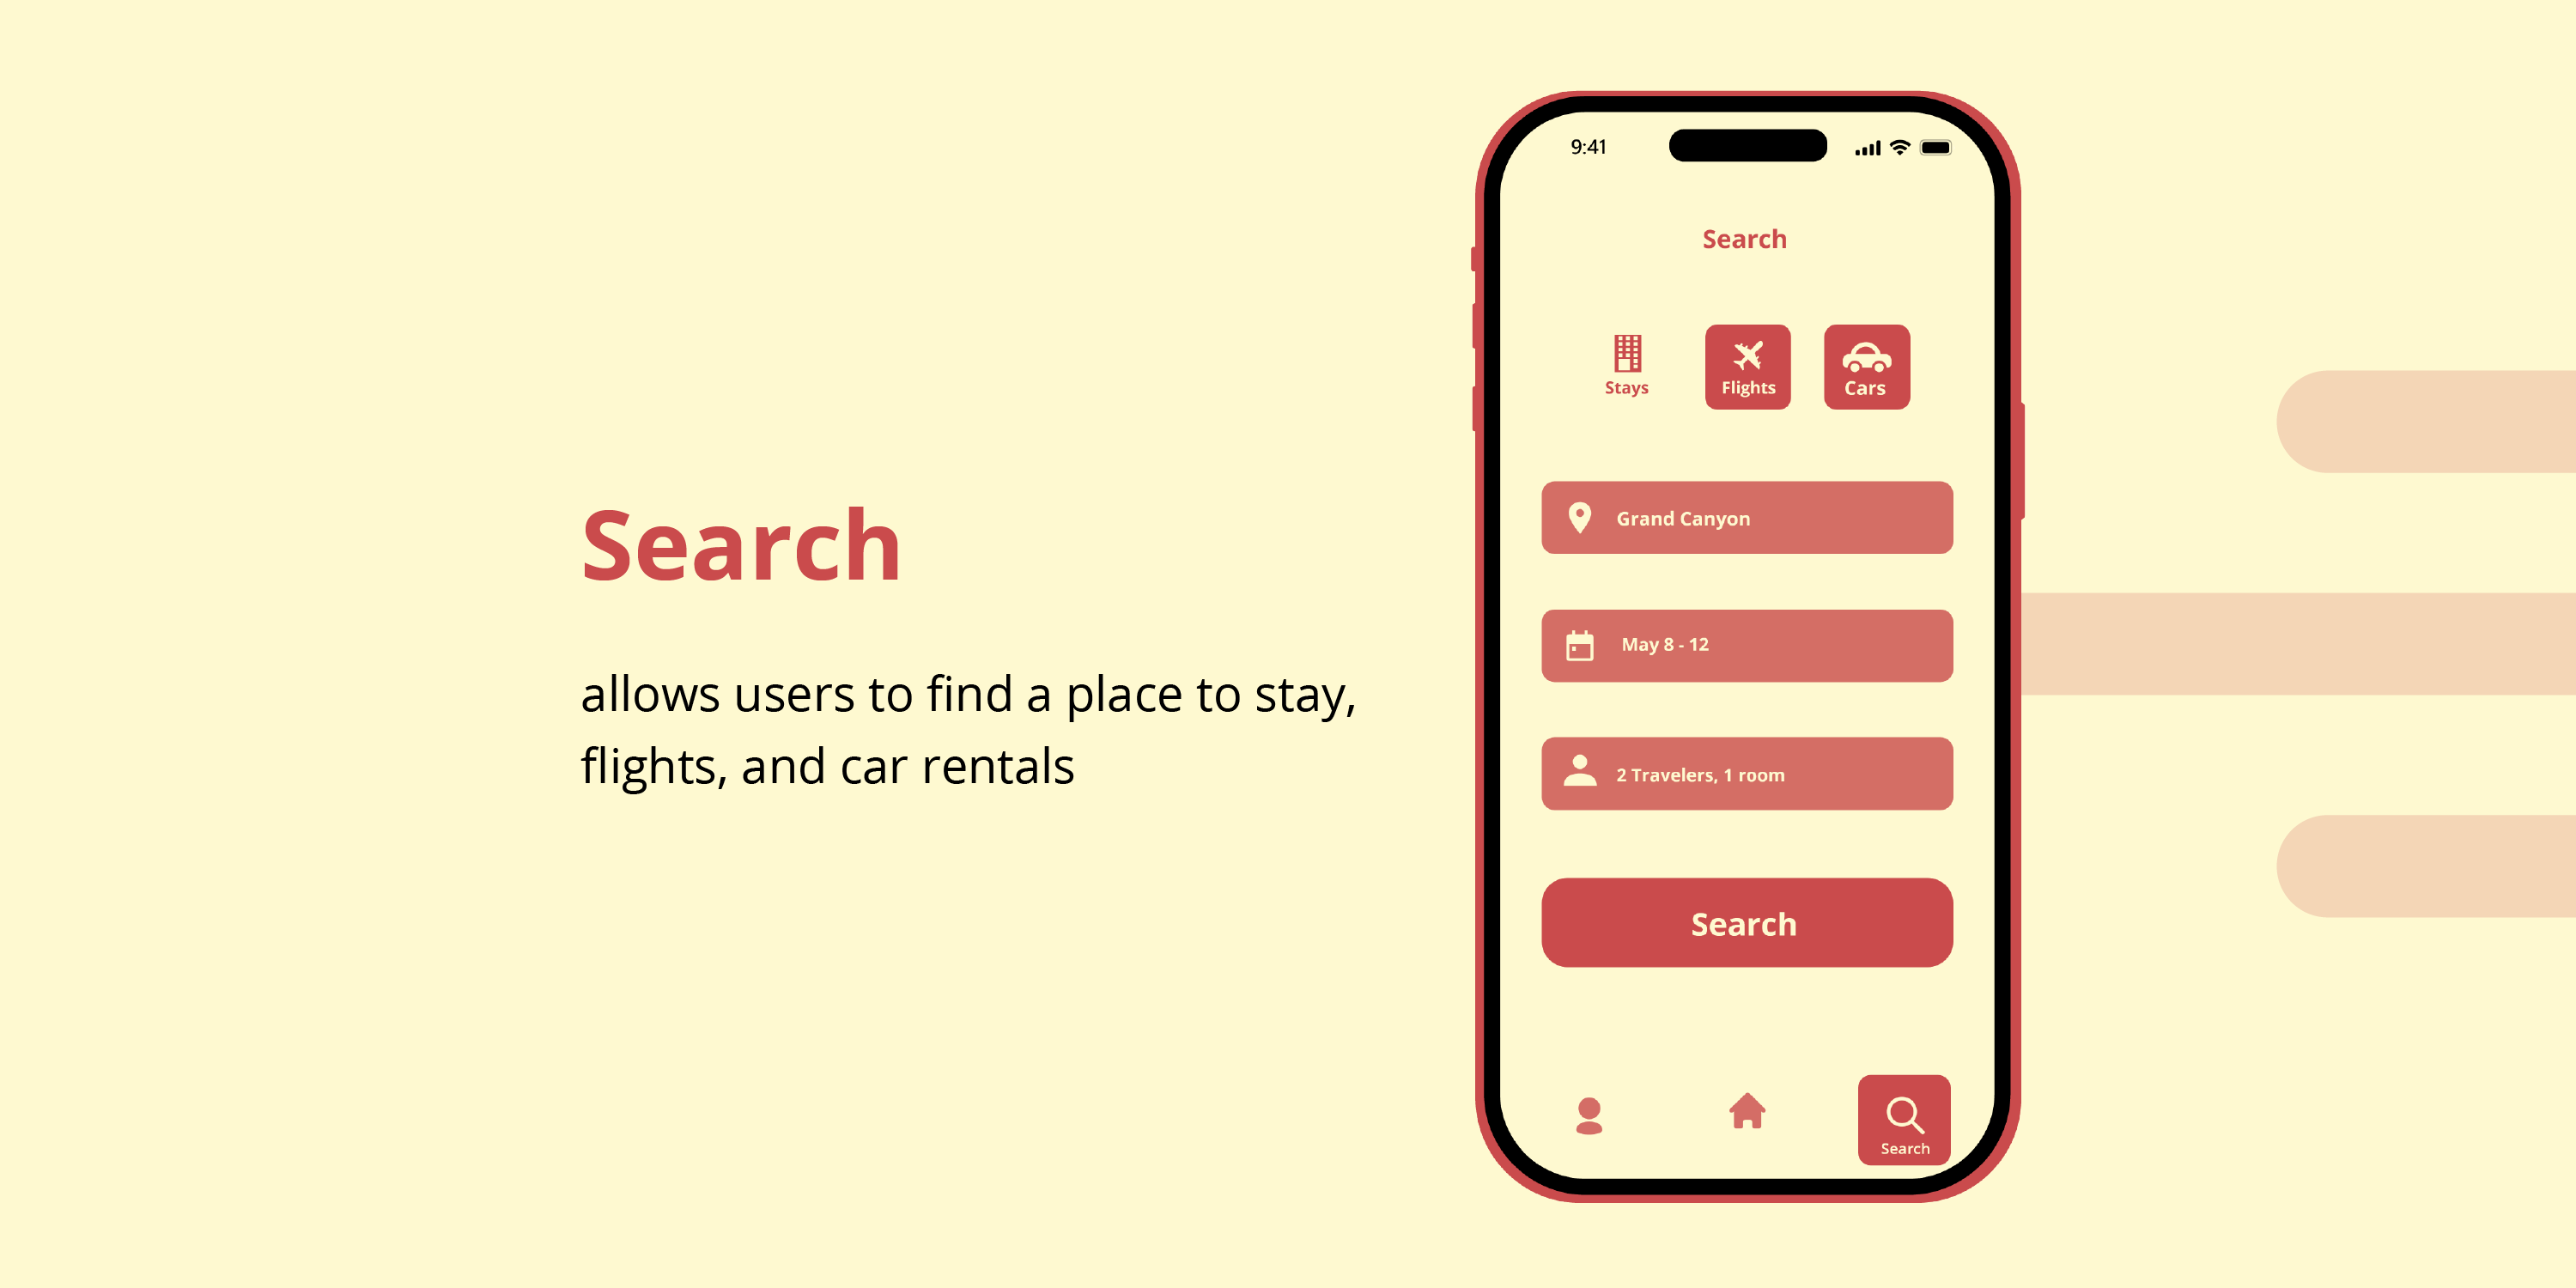 Search
allows users to find a place to stay,
flights, and car rentals
9:41
Search
Stays
Flights
Cars
Grand Canyon
May 8 - 12
2 Travelers, 1 room
Search
Search